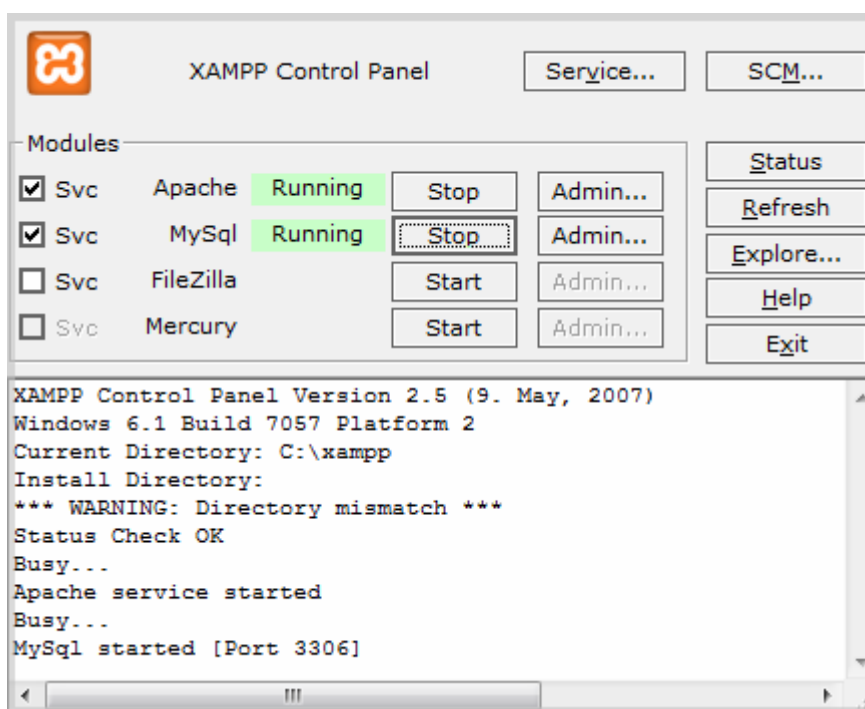 XAMPP Control Panel Service... SCM...
Modules
Svc Apache Running Stop Admin...
Svc MySql Running Stop Admin...
Svc FileZilla Start Admin...
Svc Mercury Start Admin...
Status
Refresh
Explore...
Help
Exit
XAMPP Control Panel Version 2.5 (9. May, 2007)
Windows 6.1 Build 7057 Platform 2
Current Directory: C:\xampp
Install Directory:
*** WARNING: Directory mismatch ***
Status Check OK
Busy...
Apache service started
Busy...
MySql started [Port 3306]